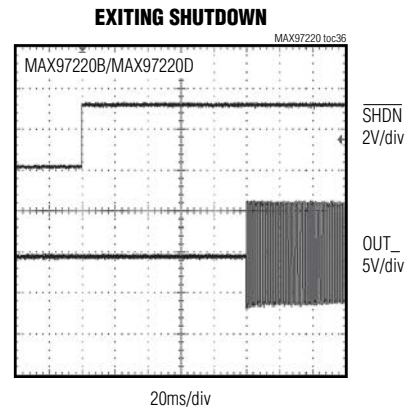 EXITING SHUTDOWN
MAX97220 toc36
MAX97220B/MAX97220D
SHDN
2V/div
OUT_
5V/div
20ms/div